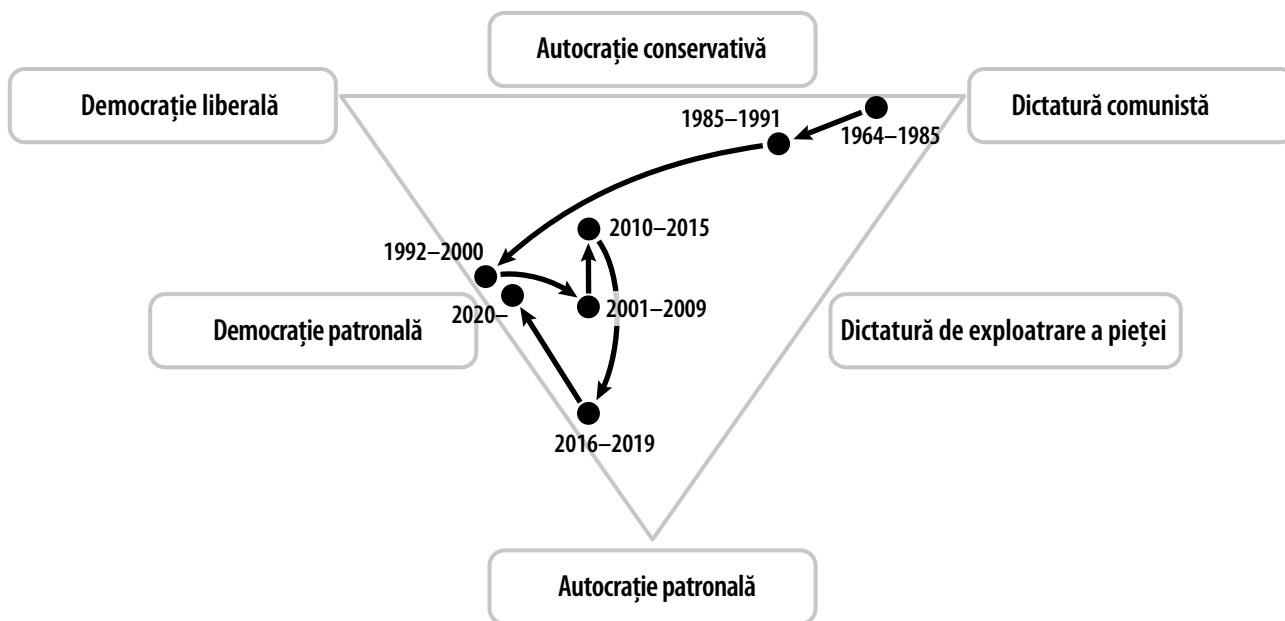 Autocrație conservativă
Democrație liberală
Dictatură comunistă
1985–1991
1964–1985
2010–2015
1992–2000
2020–
2001–2009
Democrație patronală
Dictatură de exploatrare a pieței
2016–2019
Autocrație patronală